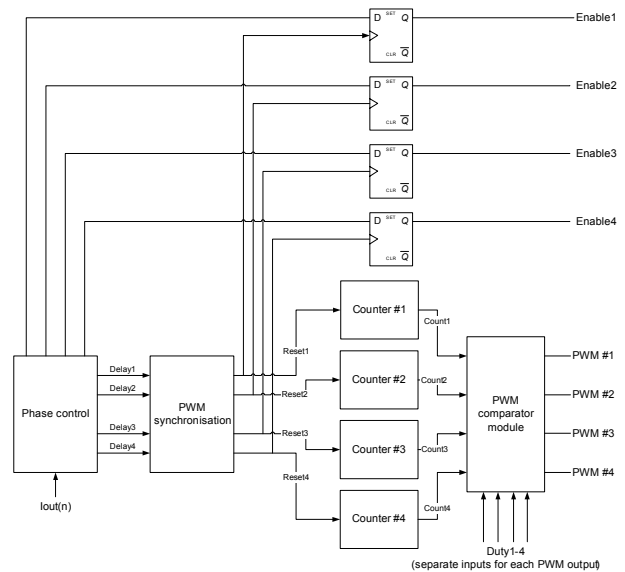 D SET Q
CLR Q
Enable1
D SET Q
CLR Q
Enable2
D SET Q
CLR Q
Enable3
D SET Q
CLR Q
Enable4
Phase control
Iout(n)
Delay1
Delay2
Delay3
Delay4
PWM
synchronisation
Reset1
Reset2
Reset3
Reset4
Counter #1
Counter #2
Counter #3
Counter #4
Count1
Count2
Count3
Count4
PWM
comparator
module
PWM #1
PWM #2
PWM #3
PWM #4
Duty1-4
(separate inputs for each PWM output)